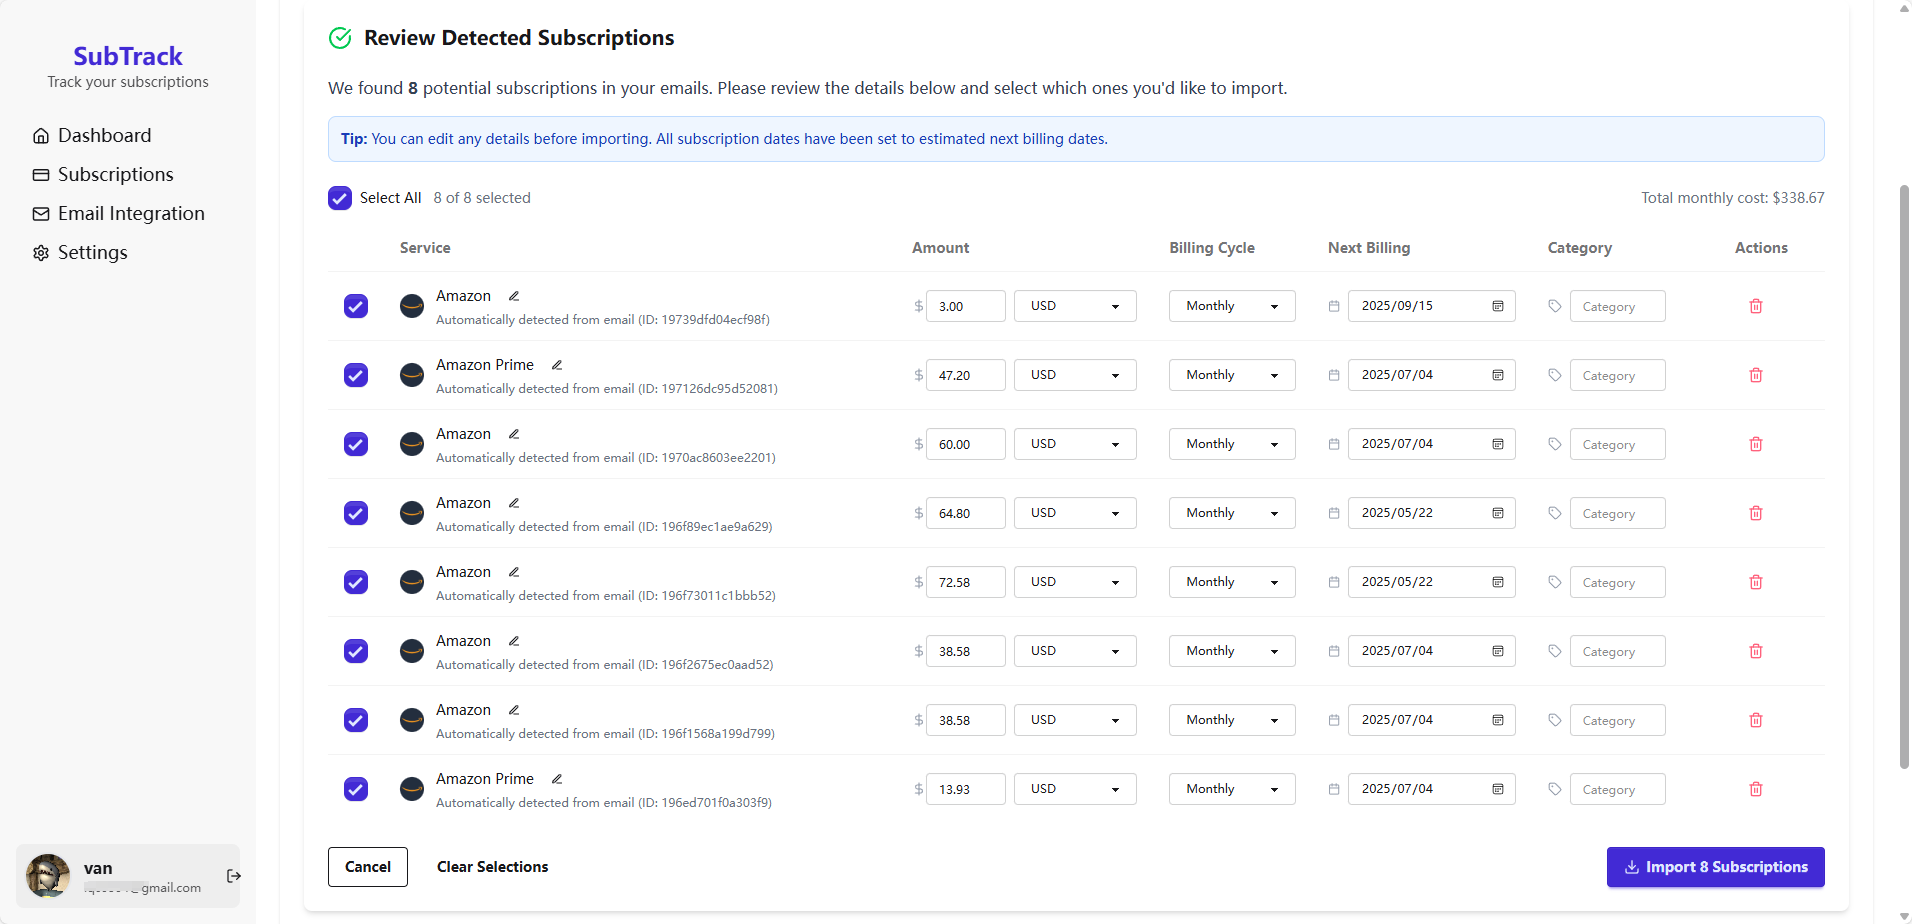 SubTrack
Track your subscriptions
Dashboard
Subscriptions
Email Integration
Settings
van
gmail.com
Review Detected Subscriptions
We found 8 potential subscriptions in your emails. Please review the details below and select which ones you'd like to import.
Tip: You can edit any details before importing. All subscription dates have been set to estimated next billing dates.
Select All 8 of 8 selected Total monthly cost: $338.67
Service Amount Billing Cycle Next Billing Category Actions
Amazon
Automatically detected from email (ID: 19739dfd04ecf98f)
$ 3.00 USD Monthly 2025/09/15 Category
Amazon Prime
Automatically detected from email (ID: 197126dc95d52081)
$ 47.20 USD Monthly 2025/07/04 Category
Amazon
Automatically detected from email (ID: 1970ac8603ee2201)
$ 60.00 USD Monthly 2025/07/04 Category
Amazon
Automatically detected from email (ID: 196f89ec1ae9a629)
$ 64.80 USD Monthly 2025/05/22 Category
Amazon
Automatically detected from email (ID: 196f73011c1bbb52)
$ 72.58 USD Monthly 2025/05/22 Category
Amazon
Automatically detected from email (ID: 196f2675ec0aad52)
$ 38.58 USD Monthly 2025/07/04 Category
Amazon
Automatically detected from email (ID: 196f1568a199d799)
$ 38.58 USD Monthly 2025/07/04 Category
Amazon Prime
Automatically detected from email (ID: 196ed701f0a303f9)
$ 13.93 USD Monthly 2025/07/04 Category
Cancel Clear Selections Import 8 Subscriptions